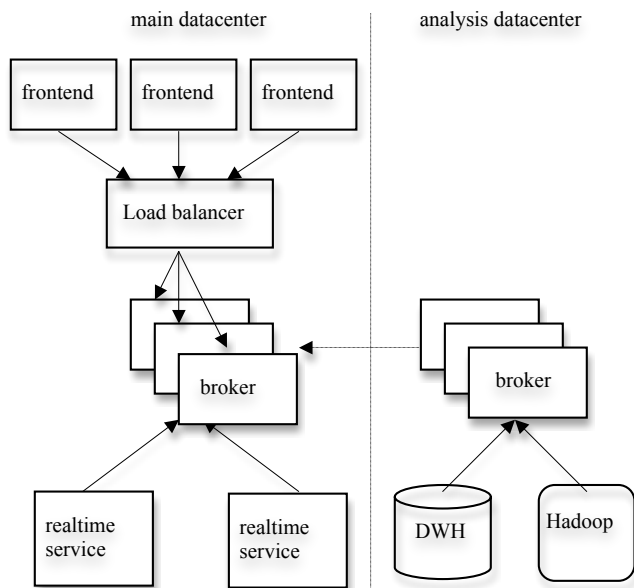 main datacenter
analysis datacenter
frontend
frontend
frontend
Load balancer
broker
broker
realtime
service
realtime
service
DWH
Hadoop